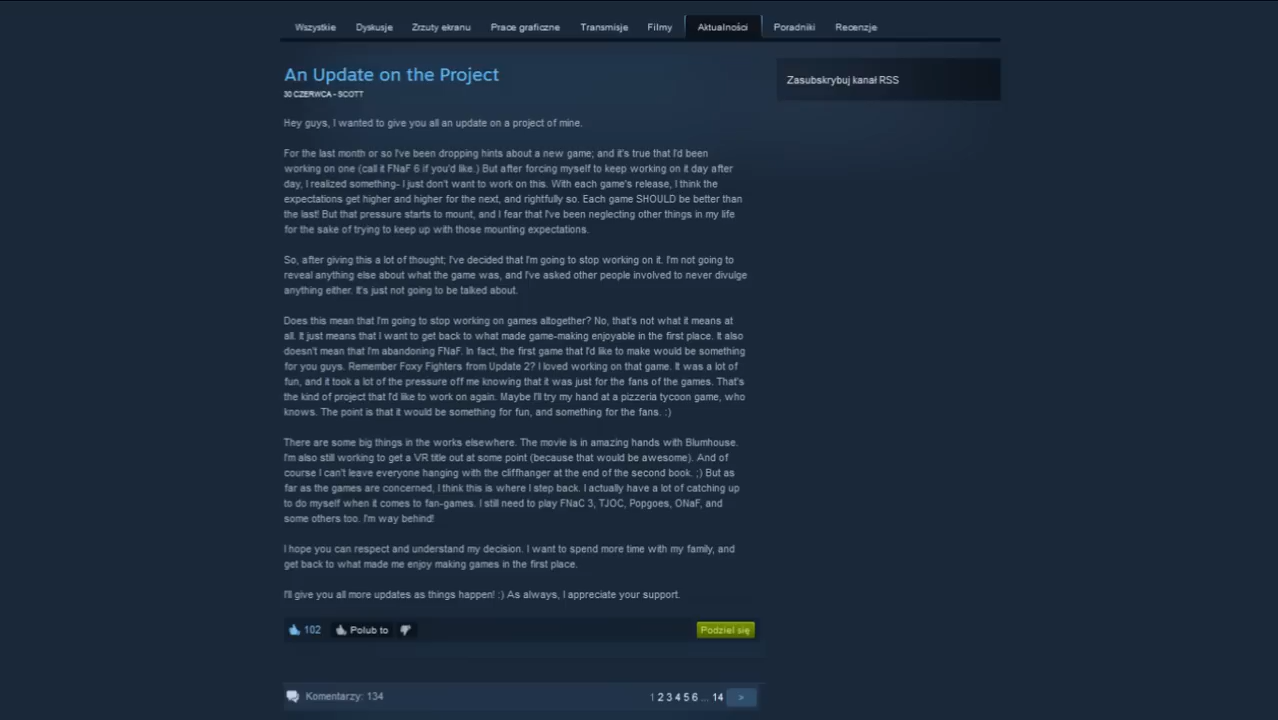 Wszystkie Dyskusje Zrzuty ekranu Prace graficzne Transmisje Filmy Aktualności Poradniki Recenzje
An Update on the Project
30 CZERWCA - SCOTT
Zasubskrybuj kanał RSS
Hey guys, I wanted to give you all an update on a project of mine.
For the last month or so I've been dropping hints about a new game; and it's true that I'd been
working on one (call it FNaF 6 if you'd like.) But after forcing myself to keep working on it day after
day, I realized something- I just don't want to work on this. With each game's release, I think the
expectations get higher and higher for the next, and rightfully so. Each game SHOULD be better than
the last! But that pressure starts to mount, and I fear that I've been neglecting other things in my life
for the sake of trying to keep up with those mounting expectations.
So, after giving this a lot of thought; I've decided that I'm going to stop working on it. I'm not going to
reveal anything else about what the game was, and I've asked other people involved to never divulge
anything either. It's just not going to be talked about.
Does this mean that I'm going to stop working on games altogether? No, that's not what it means at
all. It just means that I want to get back to what made game-making enjoyable in the first place. It also
doesn't mean that I'm abandoning FNaF. In fact, the first game that I'd like to make would be something
for you guys. Remember Foxy Fighters from Update 2? I loved working on that game. It was a lot of
fun, and it took a lot of the pressure off me knowing that it was just for the fans of the games. That's
the kind of project that I'd like to work on again. Maybe I'll try my hand at a pizzeria tycoon game, who
knows. The point is that it would be something for fun, and something for the fans. :)
There are some big things in the works elsewhere. The movie is in amazing hands with Blumhouse.
I'm also still working to get a VR title out at some point (because that would be awesome). And of
course I can't leave everyone hanging with the cliffhanger at the end of the second book. ;) But as
far as the games are concerned, I think this is where I step back. I actually have a lot of catching up
to do myself when it comes to fan-games. I still need to play FNaC 3, TJOC, Popgoes, ONaF, and
some others too. I'm way behind!
I hope you can respect and understand my decision. I want to spend more time with my family, and
get back to what made me enjoy making games in the first place.
I'll give you all more updates as things happen! :) As always, I appreciate your support.
102 Polub to Podziel się
Komentarzy: 134 1 2 3 4 5 6 ... 14 >